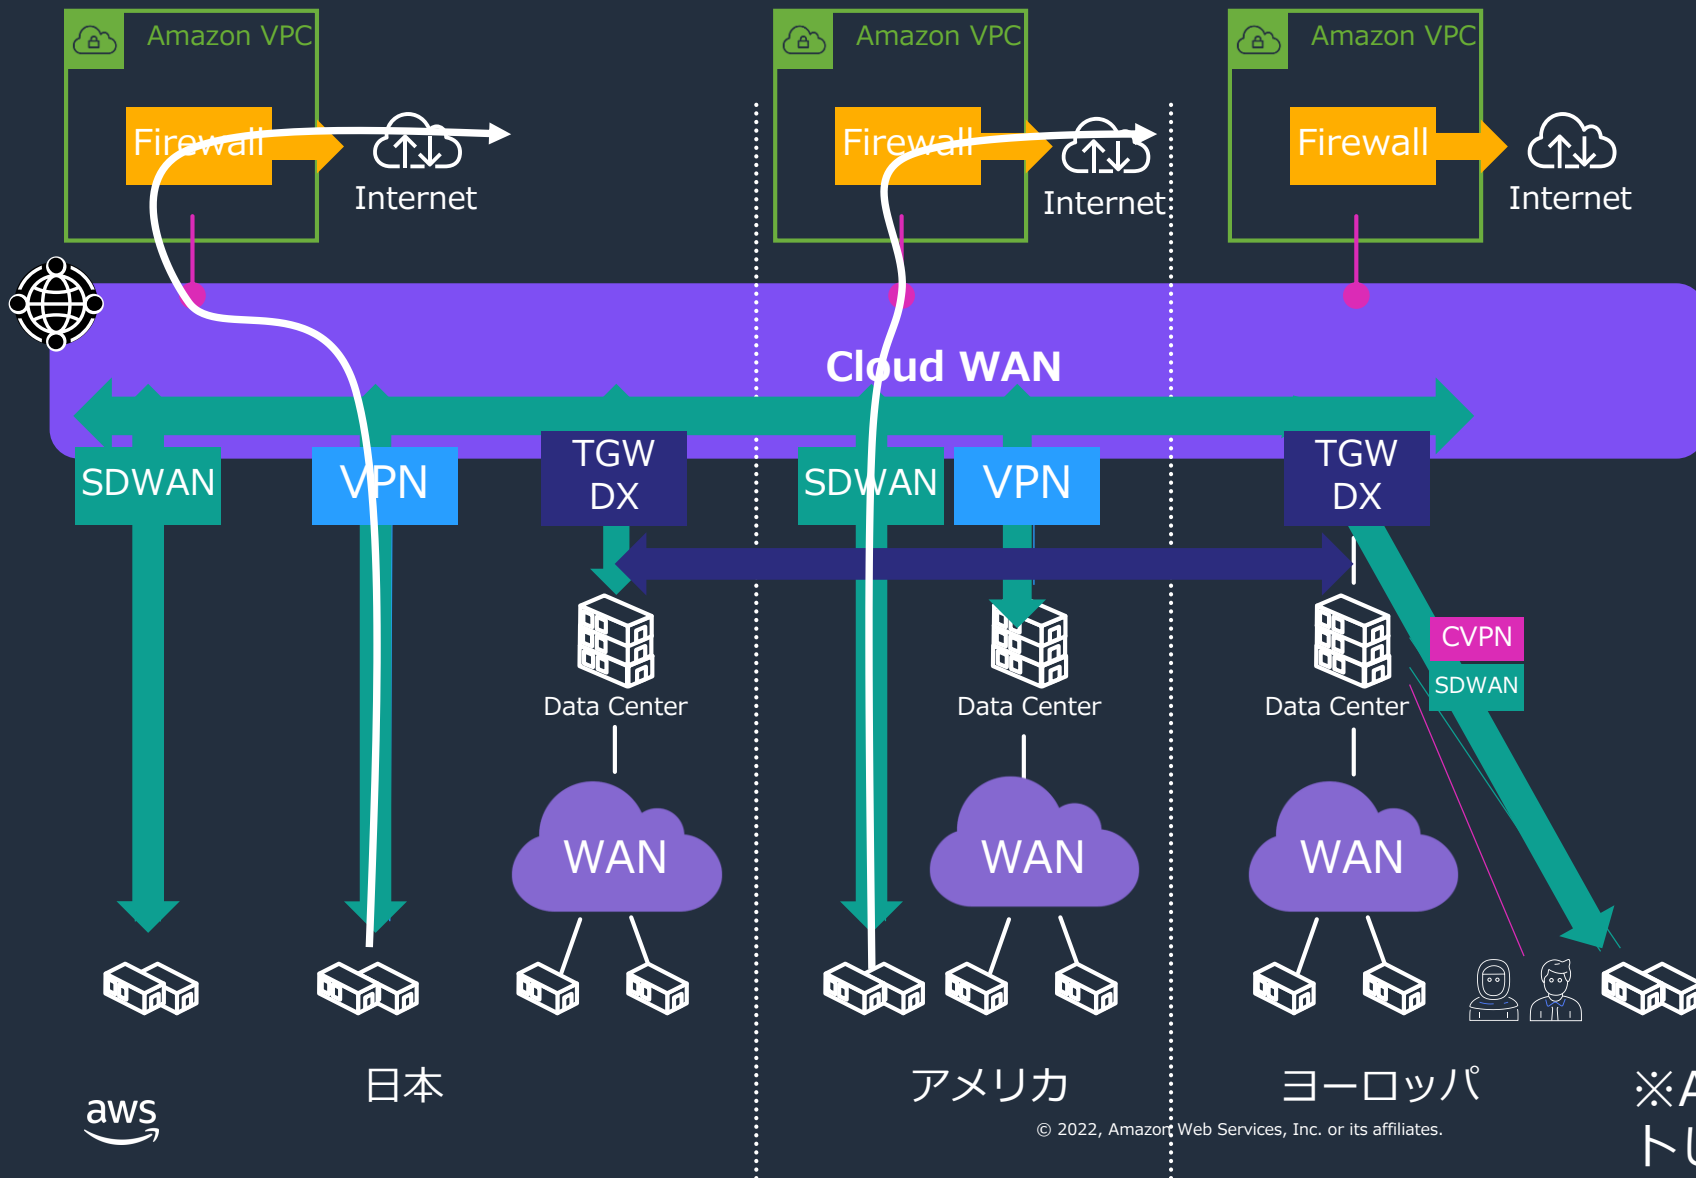 Amazon VPC
Amazon VPC
Amazon VPC
Firewall
Firewall
Firewall
Internet
Internet
Internet
Cloud WAN
SDWAN
VPN
TGW
DX
SDWAN
VPN
TGW
DX
CVPN
SDWAN
Data Center
Data Center
Data Center
WAN
WAN
WAN
日本
アメリカ
ヨーロッパ
※A
トし
aws
© 2022, Amazon Web Services, Inc. or its affiliates.